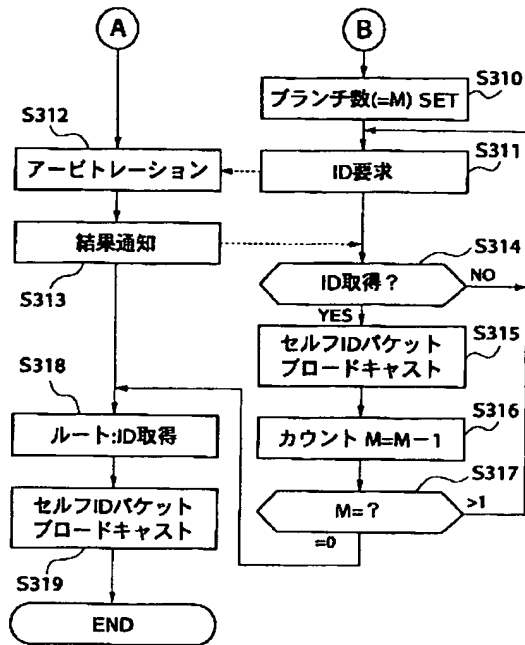 A
B
S310
ブランチ数(=M) SET
S312
S311
アービトレーション
ID要求
結果通知
S314
S313
ID取得?
NO
YES
S315
セルフIDパケット
ブロードキャスト
S318
S316
ルート:ID取得
カウント M=M-1
S317
セルフIDパケット
ブロードキャスト
M=?
>1
=0
S319
END